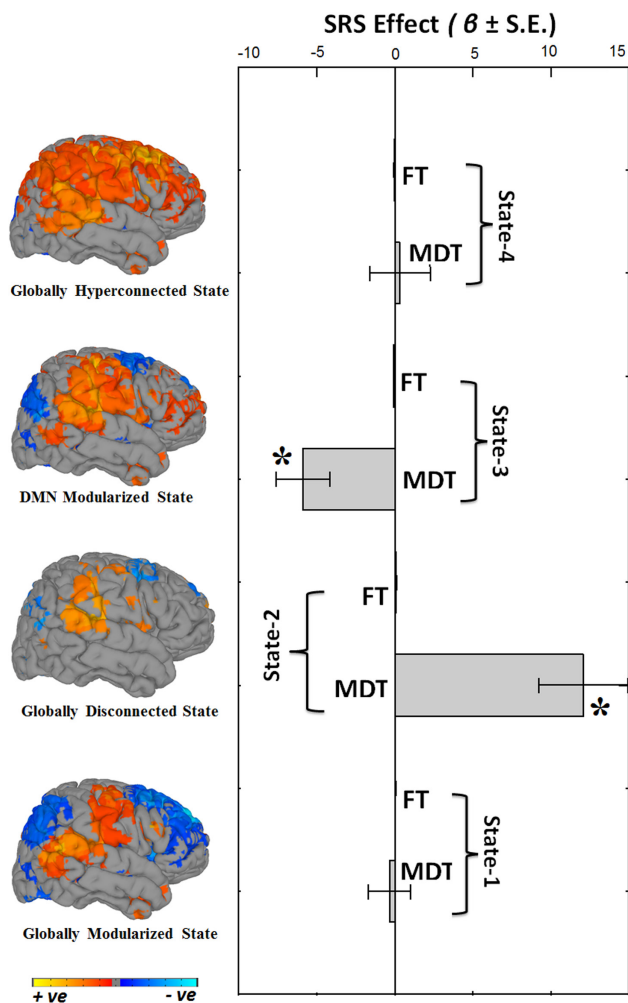 SRS Effect ( β ± S.E.)
-10 -5 0 5 10 15
FT
MDT
State-4
Globally Hyperconnected State
FT
MDT
State-3
*
DMN Modularized State
FT
MDT
State-2
*
Globally Disconnected State
FT
MDT
State-1
Globally Modularized State
+ ve - ve